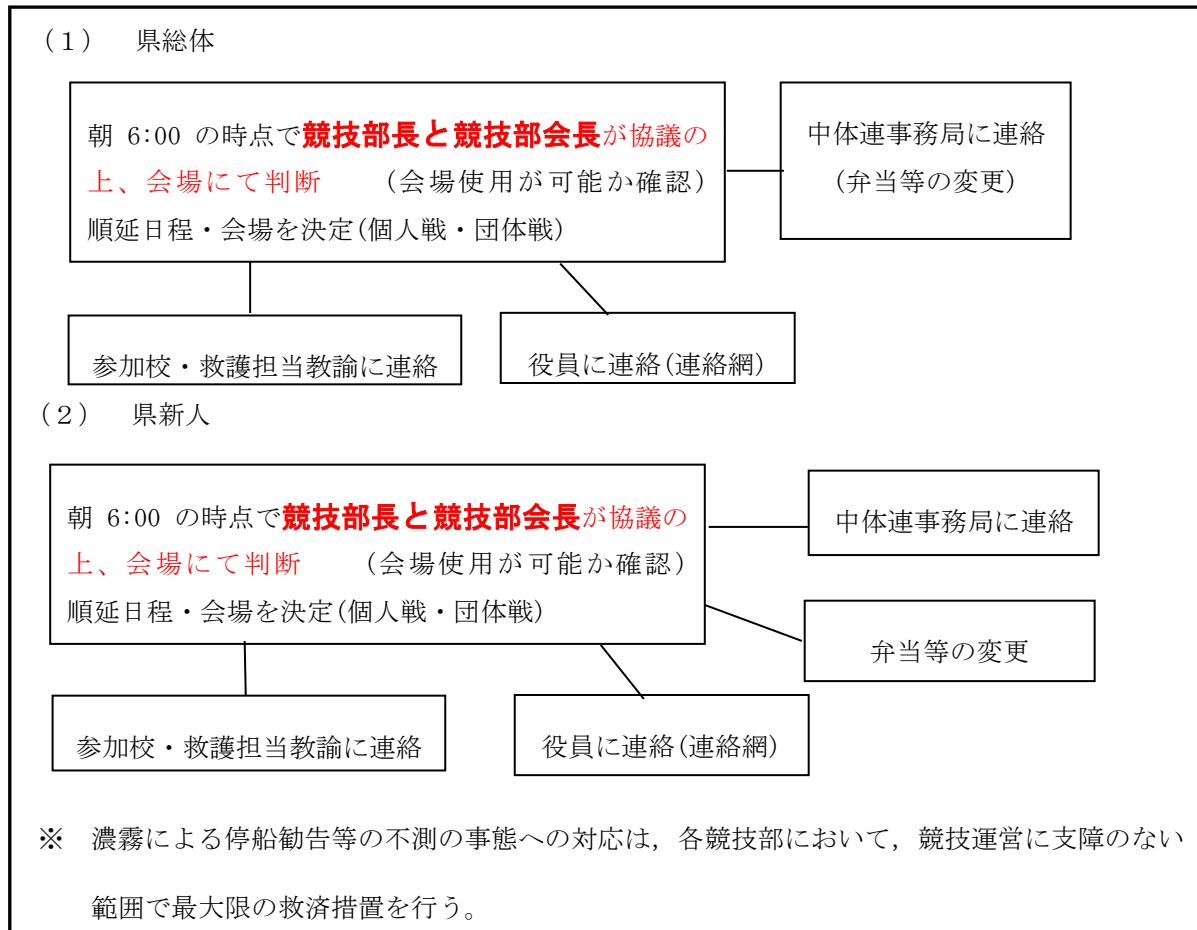 （１）　県総体
朝 6:00 の時点で競技部長と競技部会長が協議の
上、会場にて判断　　（会場使用が可能か確認）
順延日程・会場を決定(個人戦・団体戦)
中体連事務局に連絡
(弁当等の変更)
参加校・救護担当教諭に連絡
役員に連絡(連絡網)
（２）　県新人
朝 6:00 の時点で競技部長と競技部会長が協議の
上、会場にて判断　　（会場使用が可能か確認）
順延日程・会場を決定(個人戦・団体戦)
中体連事務局に連絡
弁当等の変更
参加校・救護担当教諭に連絡
役員に連絡(連絡網)
※　濃霧による停船勧告等の不測の事態への対応は，各競技部において，競技運営に支障のない
範囲で最大限の救済措置を行う。